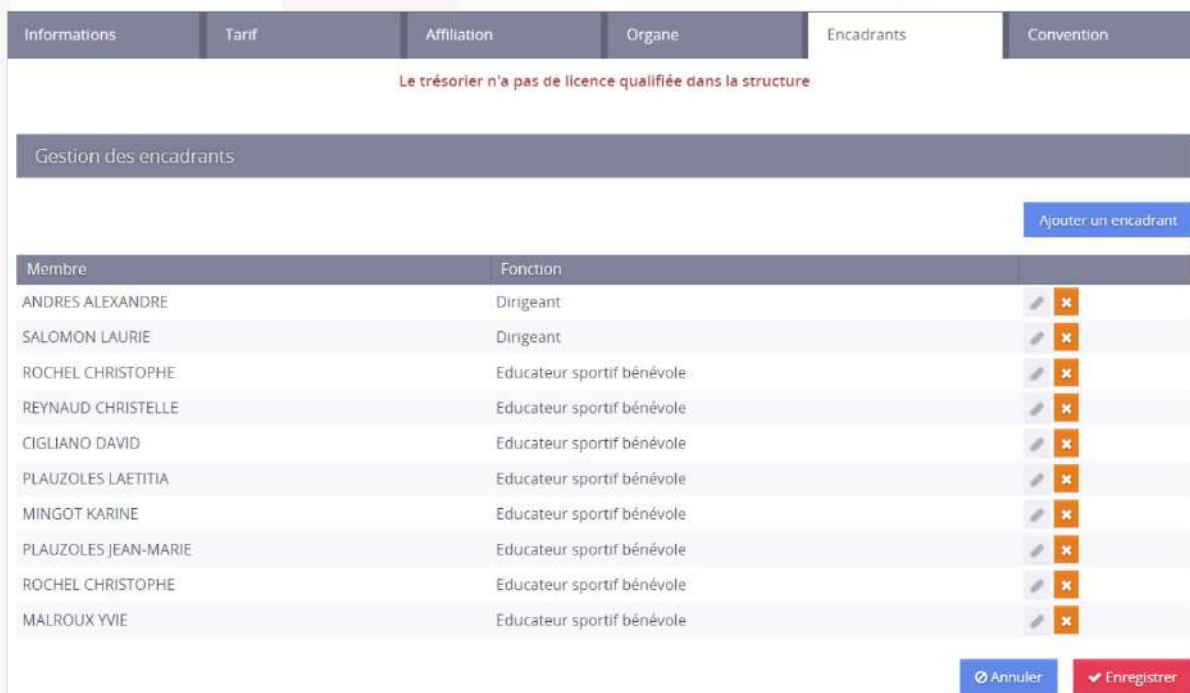 Informations Tarif Affiliation Organe Encadrants Convention
Le trésorier n'a pas de licence qualifiée dans la structure
Gestion des encadrants
Ajouter un encadrant
Membre Fonction
ANDRES ALEXANDRE Dirigeant
SALOMON LAURIE Dirigeant
ROCHEL CHRISTOPHE Educateur sportif bénévole
REYNAUD CHRISTELLE Educateur sportif bénévole
CIGLIANO DAVID Educateur sportif bénévole
PLAUZOLES LAETITIA Educateur sportif bénévole
MINGOT KARINE Educateur sportif bénévole
PLAUZOLES JEAN-MARIE Educateur sportif bénévole
ROCHEL CHRISTOPHE Educateur sportif bénévole
MALROUX YVIE Educateur sportif bénévole
Annuler Enregistrer